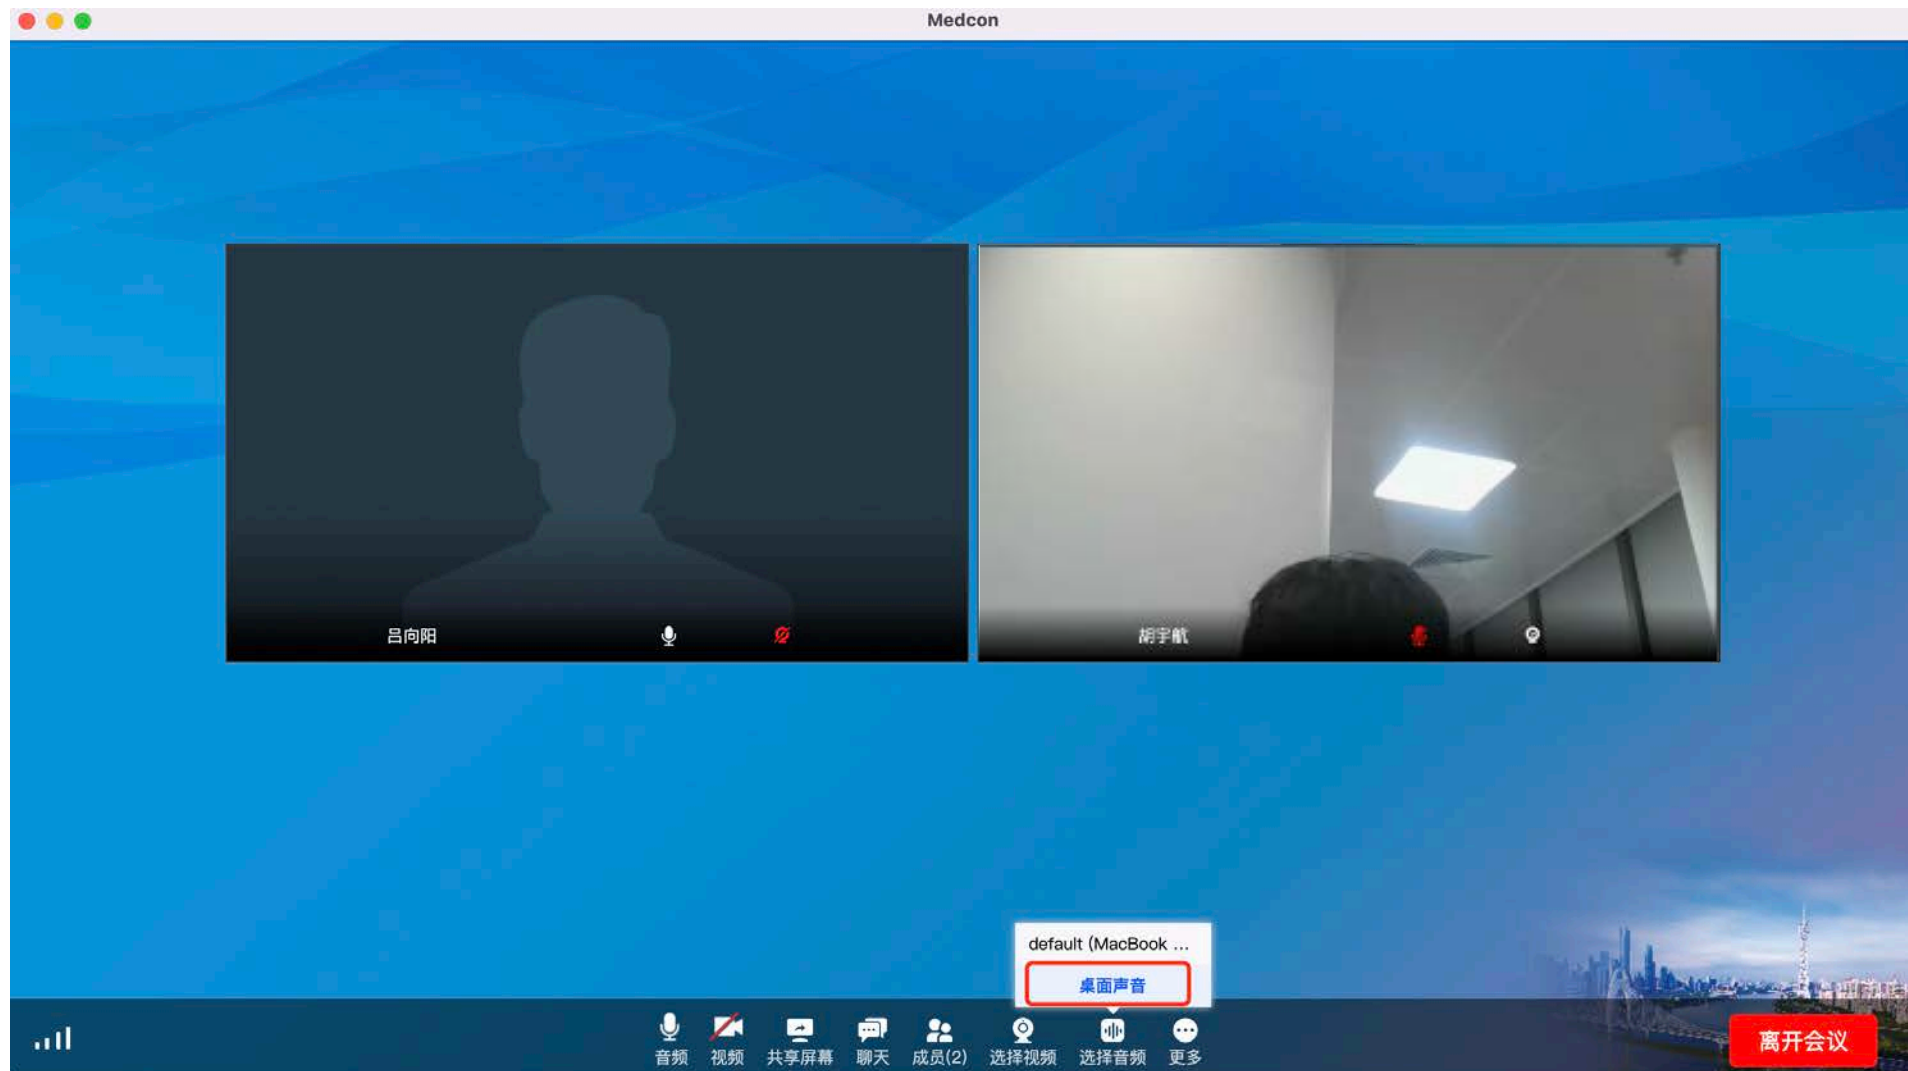 Medcon
吕向阳
胡宇航
default (MacBook ...
桌面声音
音频
视频
共享屏幕
聊天
成员(2)
选择视频
选择音频
更多
离开会议